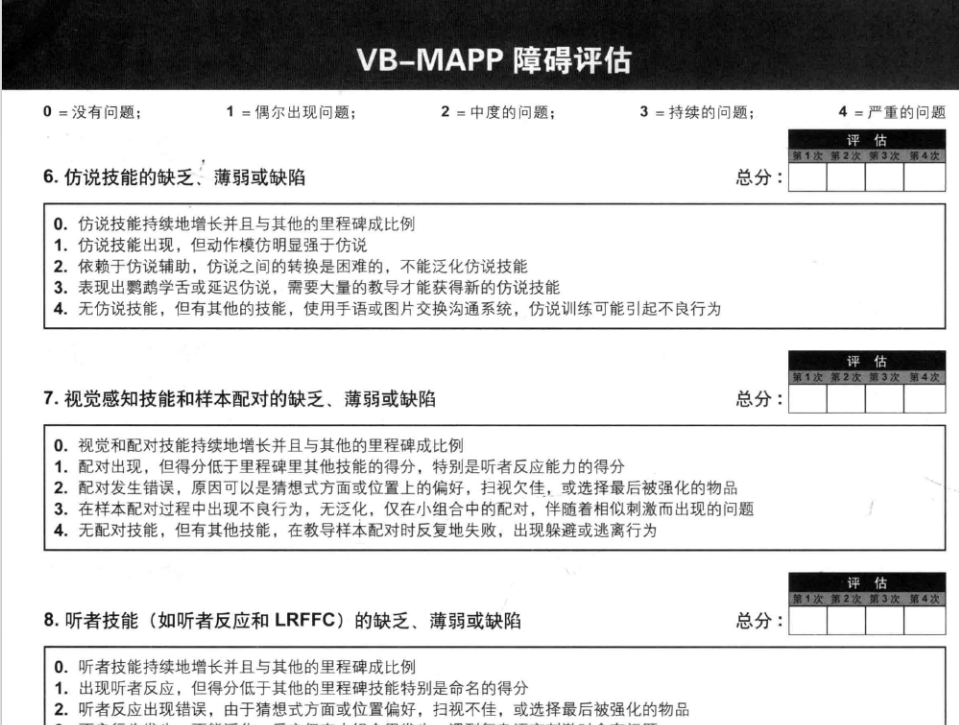 VB-MAPP 障碍评估
0 = 没有问题; 1 = 偶尔出现问题; 2 = 中度的问题; 3 = 持续的问题; 4 = 严重的问题
评 估
第1次 第2次 第3次 第4次
6. 仿说技能的缺乏、薄弱或缺陷 总分：
0. 仿说技能持续地增长并且与其他的里程碑成比例
1. 仿说技能出现，但动作模仿明显强于仿说
2. 依赖于仿说辅助，仿说之间的转换是困难的，不能泛化仿说技能
3. 表现出鹦鹉学舌或延迟仿说，需要大量的教导才能获得新的仿说技能
4. 无仿说技能，但有其他的技能，使用手语或图片交换沟通系统，仿说训练可能引起不良行为
评 估
第1次 第2次 第3次 第4次
7. 视觉感知技能和样本配对的缺乏、薄弱或缺陷 总分：
0. 视觉和配对技能持续地增长并且与其他的里程碑成比例
1. 配对出现，但得分低于里程碑里其他技能的得分，特别是听者反应能力的得分
2. 配对发生错误，原因可以是猜想式方面或位置上的偏好，扫视欠佳，或选择最后被强化的物品
3. 在样本配对过程中出现不良行为，无泛化，仅在小组合中的配对，伴随着相似刺激而出现的问题
4. 无配对技能，但有其他技能，在教导样本配对时反复地失败，出现躲避或逃离行为
评 估
第1次 第2次 第3次 第4次
8. 听者技能（如听者反应和 LRFFC）的缺乏、薄弱或缺陷 总分：
0. 听者技能持续地增长并且与其他的里程碑成比例
1. 出现听者反应，但得分低于其他的里程碑技能特别是命名的得分
2. 听者反应出现错误，由于猜想式方面或位置偏好，扫视不佳，或选择最后被强化的物品